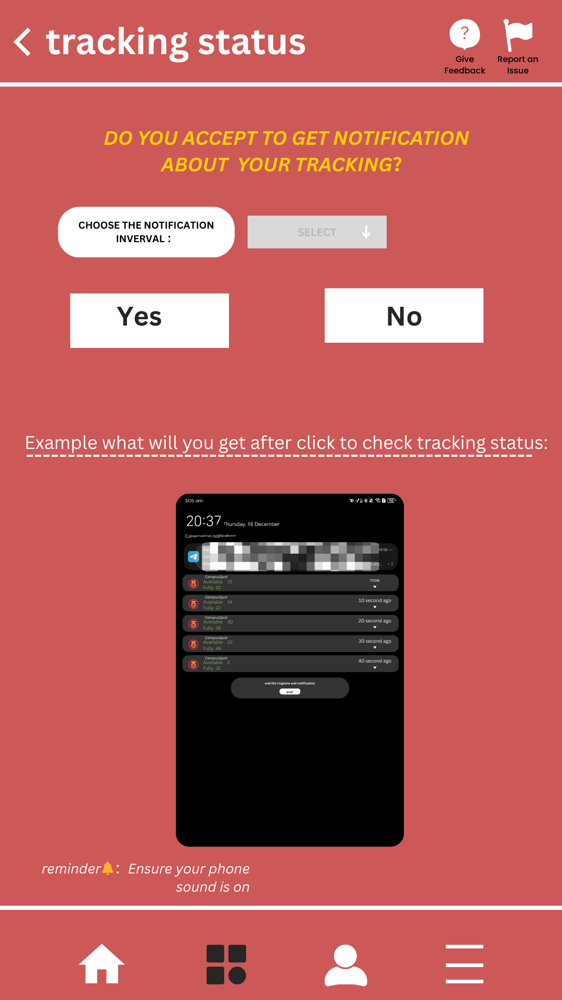 tracking status
?
Give
Feedback
Report an
Issue
DO YOU ACCEPT TO GET NOTIFICATION
ABOUT YOUR TRACKING?
CHOOSE THE NOTIFICATION
INVERVAL :
SELECT
Yes
No
Example what will you get after click to check tracking status:
SOS only
98
20:37 Thursday, 18 December
Conversation notifications
18:58
+ 3
CampusSpot
Available 33
Fully 22
now
CampusSpot
Available 34
Fully 22
10 second ago
CampusSpot
Available 30
Fully 26
20 second ago
CampusSpot
Available 10
Fully 46
30 second ago
CampusSpot
Available 2
Fully 32
40 second ago
end the ringtone and notification
end
reminder🔔: Ensure your phone
sound is on